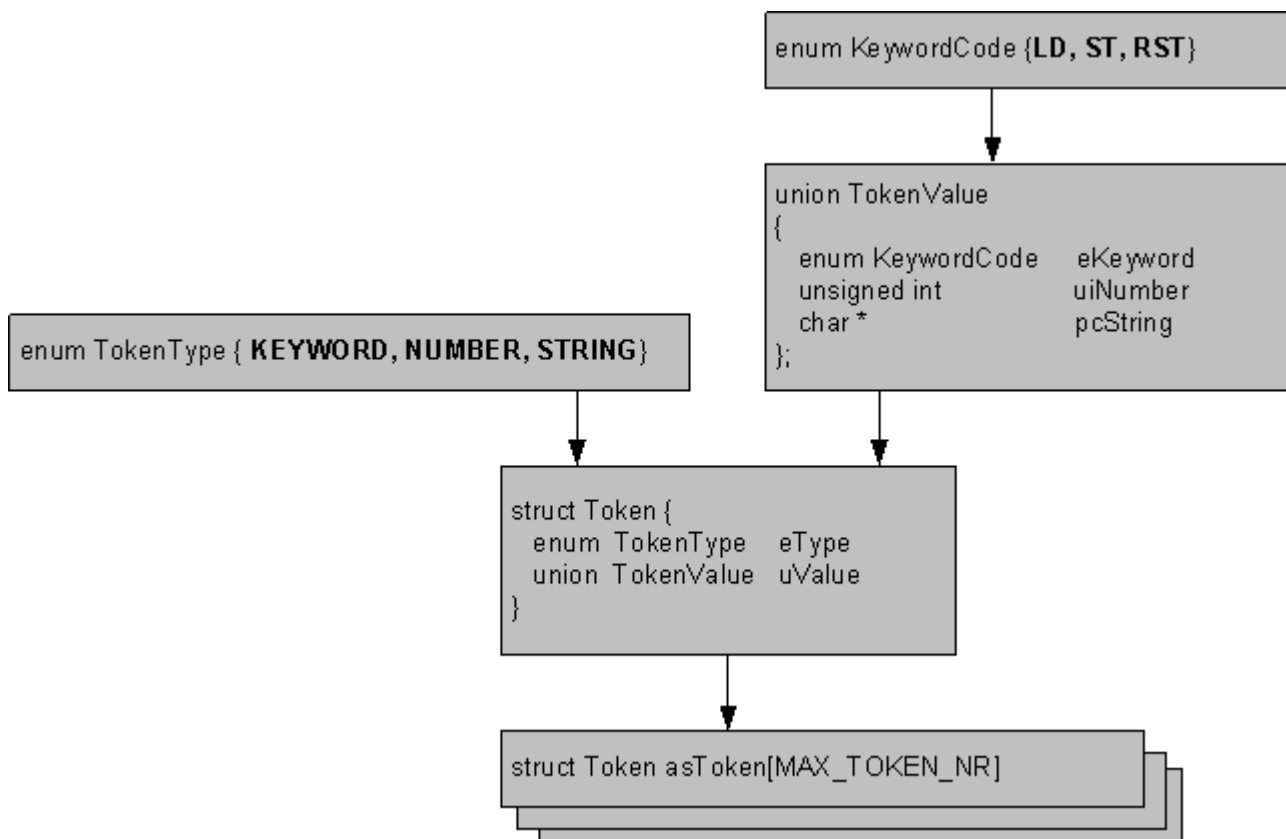 enum KeywordCode {LD, ST, RST}
union TokenValue
{
enum KeywordCode eKeyword
unsigned int uiNumber
char * pcString
};
enum TokenType { KEYWORD, NUMBER, STRING}
struct Token {
enum TokenType eType
union TokenValue uValue
}
struct Token asToken[MAX_TOKEN_NR]